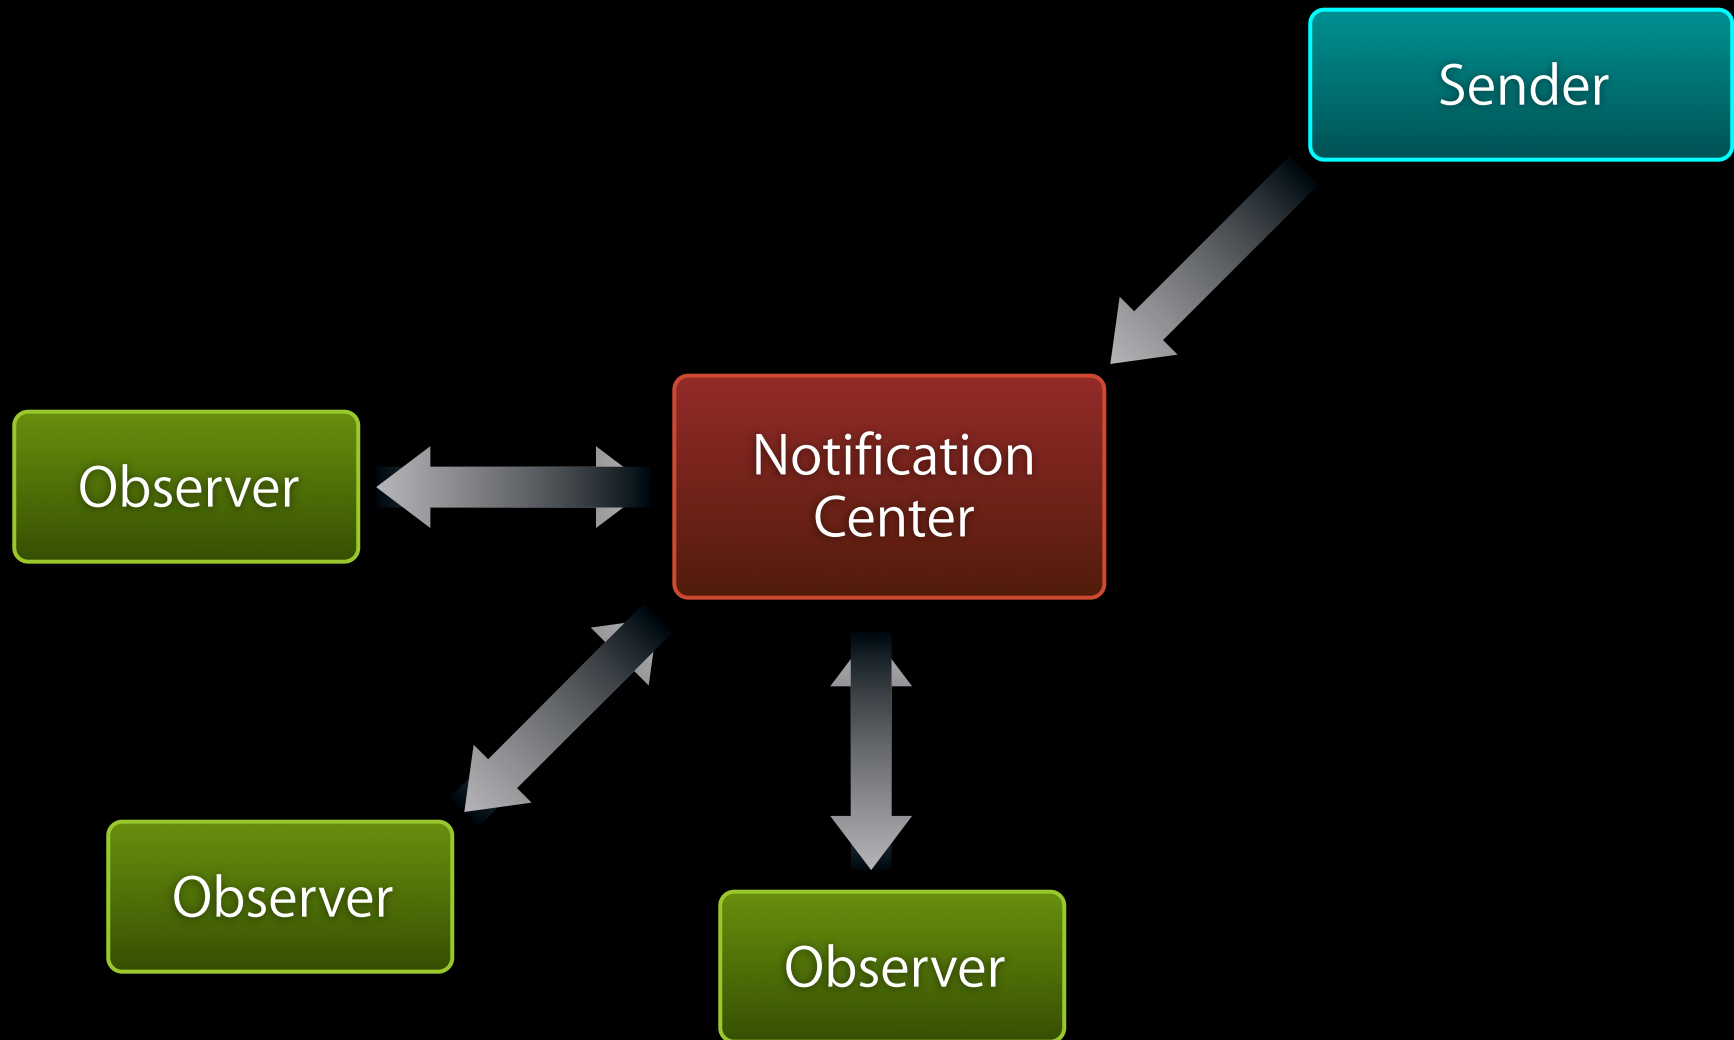 Sender
Notification
Center
Observer
Observer
Observer